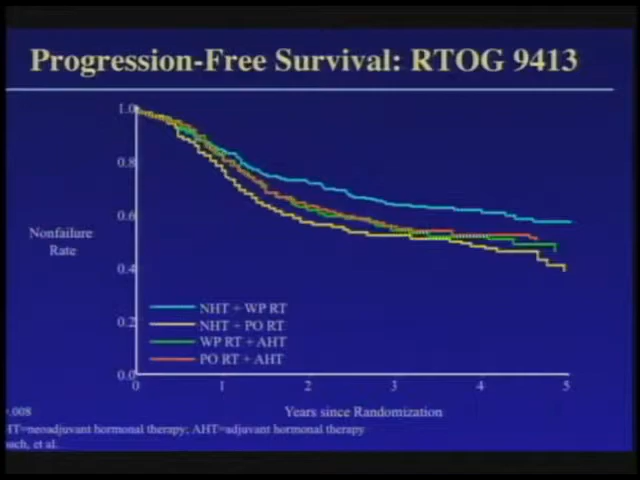 Progression-Free Survival: RTOG 9413
1.0
0.8
0.6
0.4
0.2
0.0
Nonfailure
Rate
NHT + WP RT
NHT + PO RT
WP RT + AHT
PO RT + AHT
0 1 2 3 4 5
Years since Randomization
.008
HT=neoadjuvant hormonal therapy; AHT=adjuvant hormonal therapy
oach, et al.